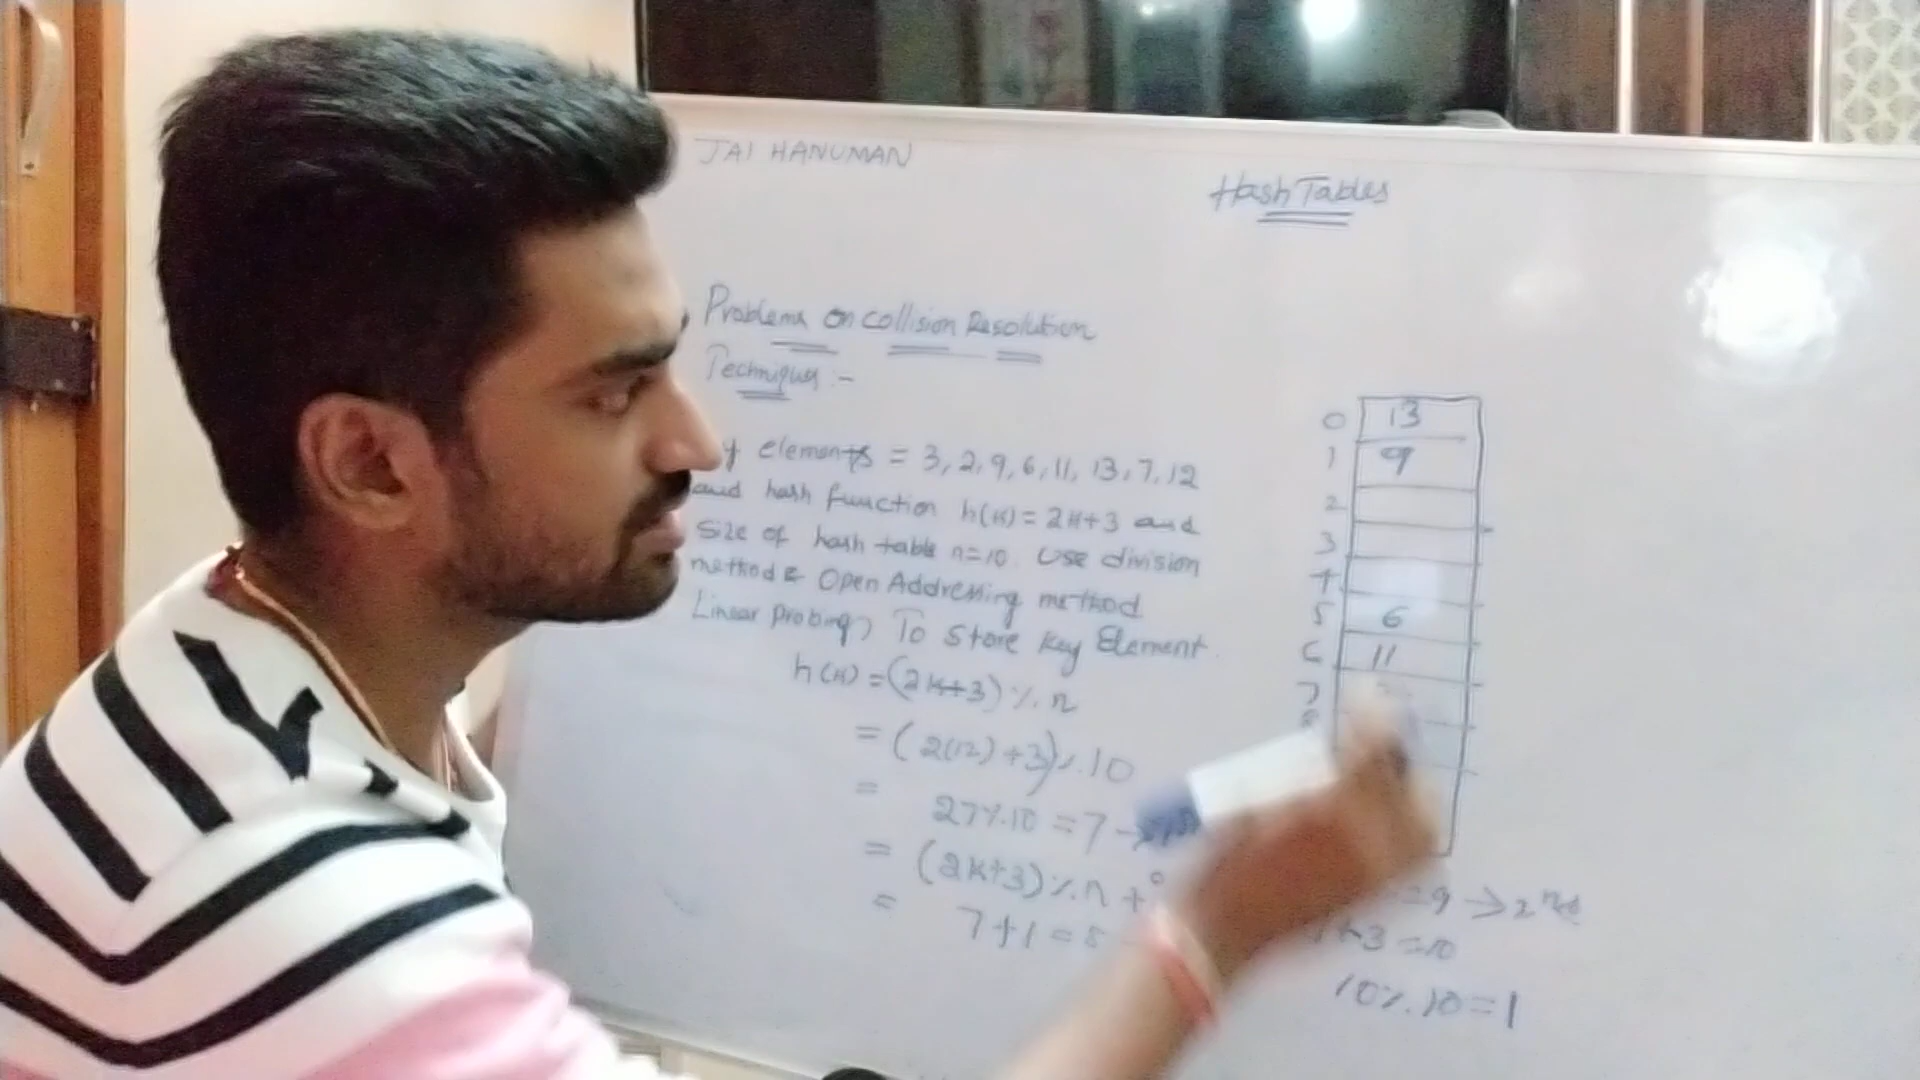 JAI HANUMAN
Hash Tables
Problems on Collision Resolution
Techniques :-
y elements = 3, 2, 9, 6, 11, 13, 7, 12
and hash function h(k) = 2k+3 and
Size of hash table n=10. Use division
method & Open Addressing method
Linear probing, To Store Key Element.
h(k) = (2k+3) % n
= (2(12) +3) % 10
=
27%10 = 7 →
= (2k+3) % n +
= 7+1 = 8
0 13
1 9
2
3
4
5 6
6 11
7
8
= 9 → 2nd
+3 = 10
10%10 = 1